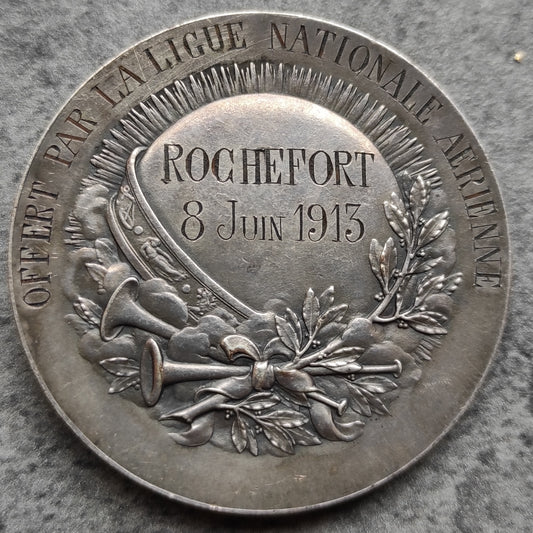 OFFERT PAR LA LIGUE NATIONALE AERIENNE
ROCHEFORT
8 JUIN 1913